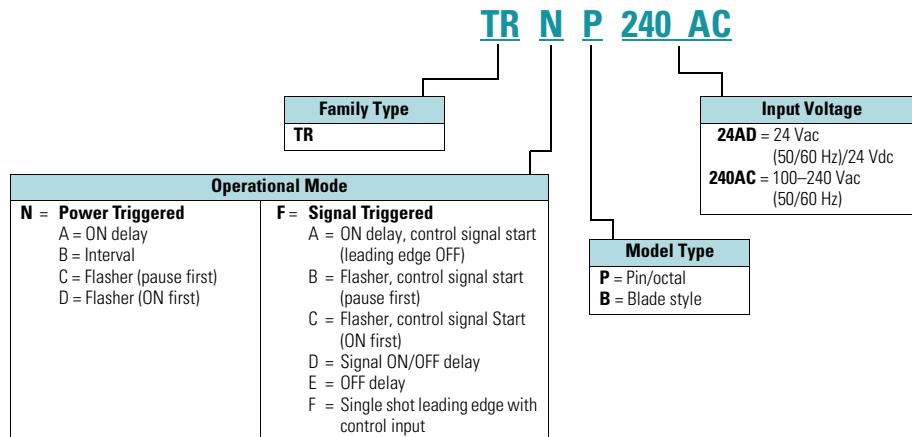 TR N P 240 AC
Family Type
TR
Input Voltage
24AD = 24 Vac
(50/60 Hz)/24 Vdc
240AC = 100–240 Vac
(50/60 Hz)
Operational Mode
N = Power Triggered
A = ON delay
B = Interval
C = Flasher (pause first)
D = Flasher (ON first)
F = Signal Triggered
A = ON delay, control signal start
(leading edge OFF)
B = Flasher, control signal start
(pause first)
C = Flasher, control signal Start
(ON first)
D = Signal ON/OFF delay
E = OFF delay
F = Single shot leading edge with
control input
Model Type
P = Pin/octal
B = Blade style